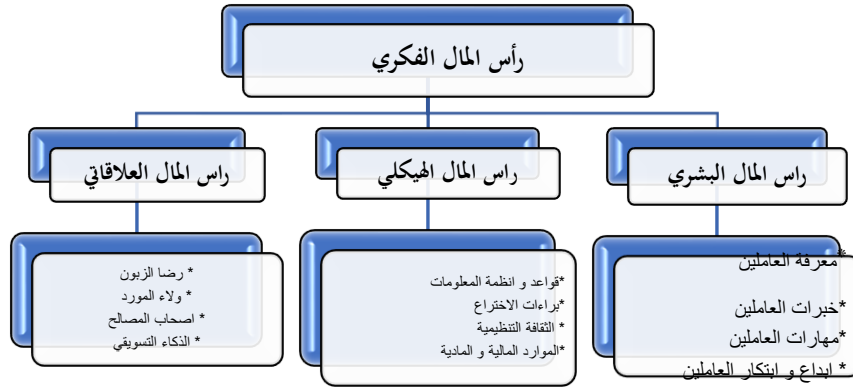 رأس المال الفكري
راس المال البشري
راس المال الهيكلي
راس المال العلاقاتي
*معرفة العاملين
*خبرات العاملين
*مهارات العاملين
* ابداع و ابتكار العاملين
*قواعد و انظمة المعلومات
*براءات الاختراع
* الثقافة التنظيمية
*الموارد المالية و المادية
* رضا الزبون
* ولاء المورد
* اصحاب المصالح
* الذكاء التسويقي